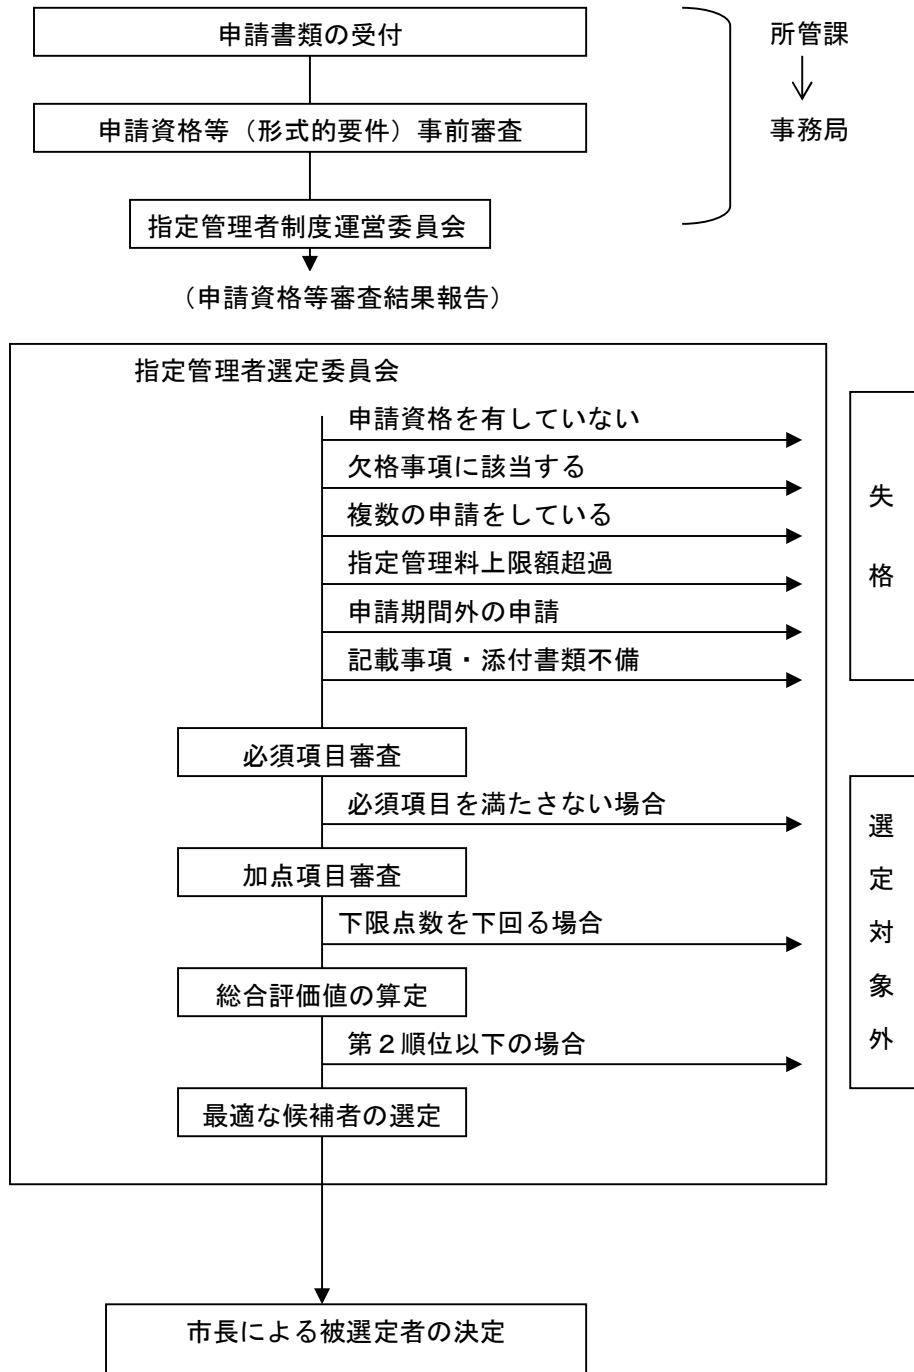 申請書類の受付
所管課
申請資格等（形式的要件）事前審査
事務局
指定管理者制度運営委員会
（申請資格等審査結果報告）
指定管理者選定委員会
申請資格を有していない
欠格事項に該当する
複数の申請をしている
指定管理料上限額超過
申請期間外の申請
記載事項・添付書類不備
失格
必須項目審査
必須項目を満たさない場合
加点項目審査
下限点数を下回る場合
総合評価値の算定
第２順位以下の場合
最適な候補者の選定
選定対象外
市長による被選定者の決定